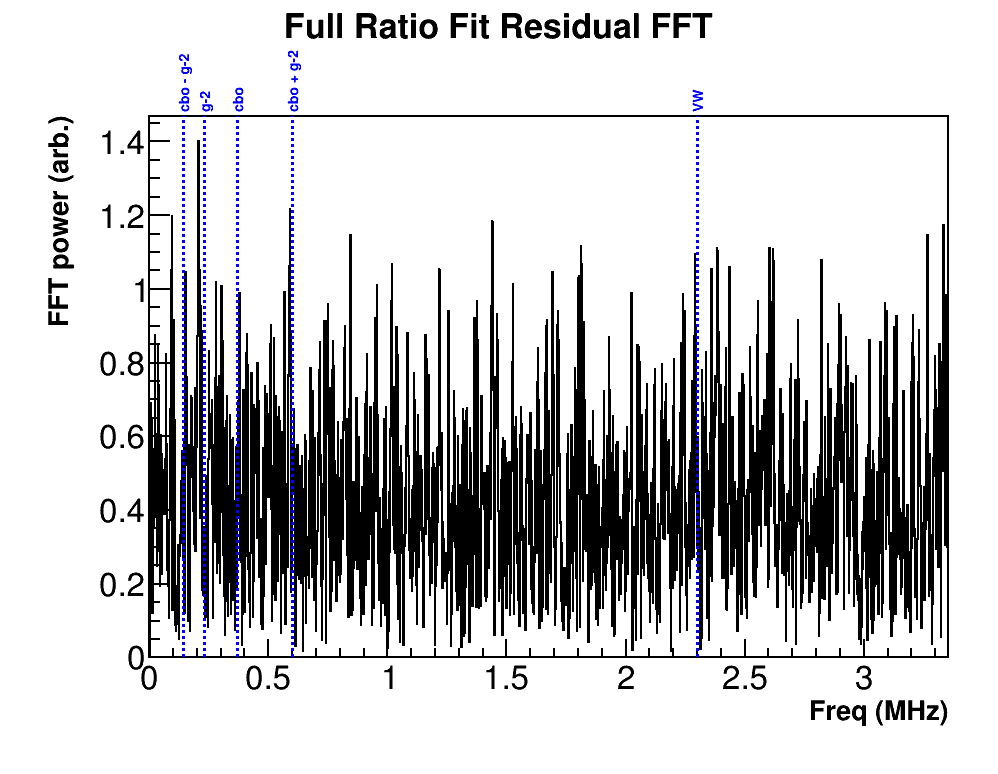 Full Ratio Fit Residual FFT
cbo - g-2
g-2
cbo
cbo + g-2
VW
FFT power (arb.)
1.4
1.2
1
0.8
0.6
0.4
0.2
0
0 0.5 1 1.5 2 2.5 3
Freq (MHz)